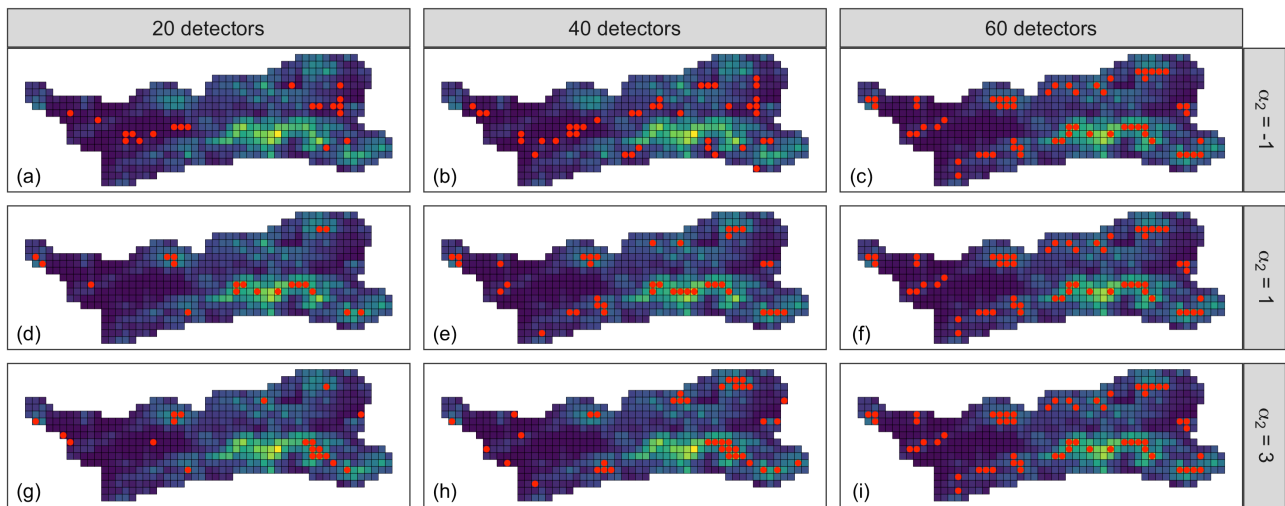 20 detectors
40 detectors
60 detectors
(a)
(b)
(c)
α2 = -1
(d)
(e)
(f)
α2 = 1
(g)
(h)
(i)
α2 = 3